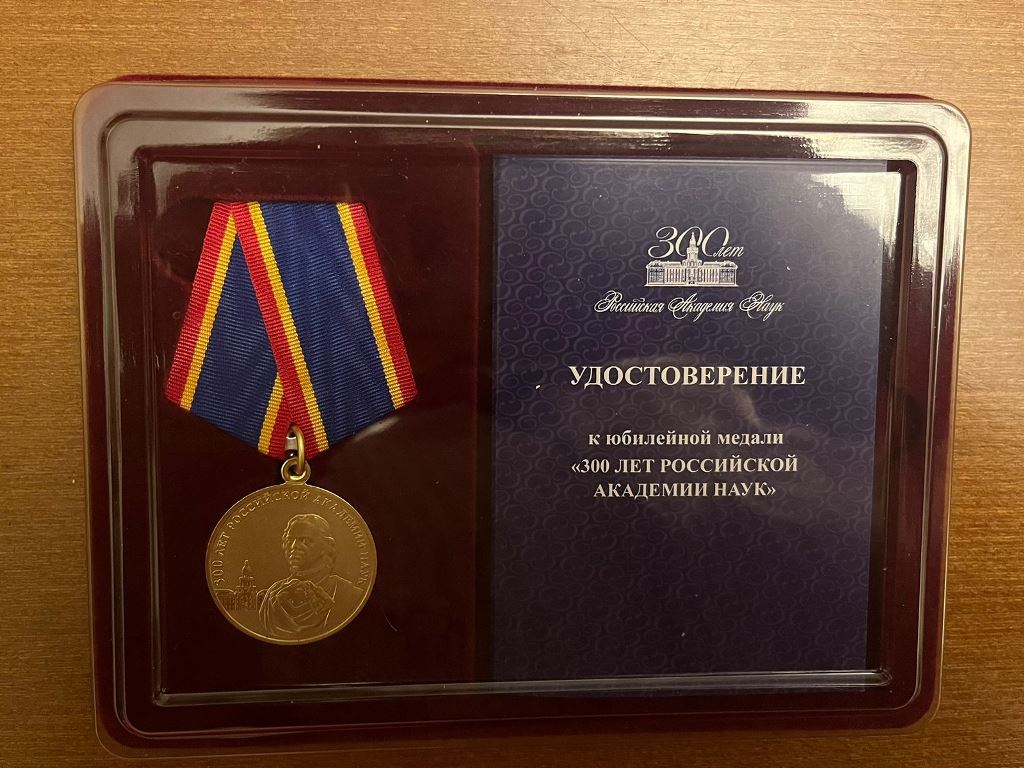 300 ЛЕТ РОССИЙСКОЙ АКАДЕМИИ НАУК
300 лет
Российская Академия Наук
УДОСТОВЕРЕНИЕ
к юбилейной медали
«300 ЛЕТ РОССИЙСКОЙ
АКАДЕМИИ НАУК»